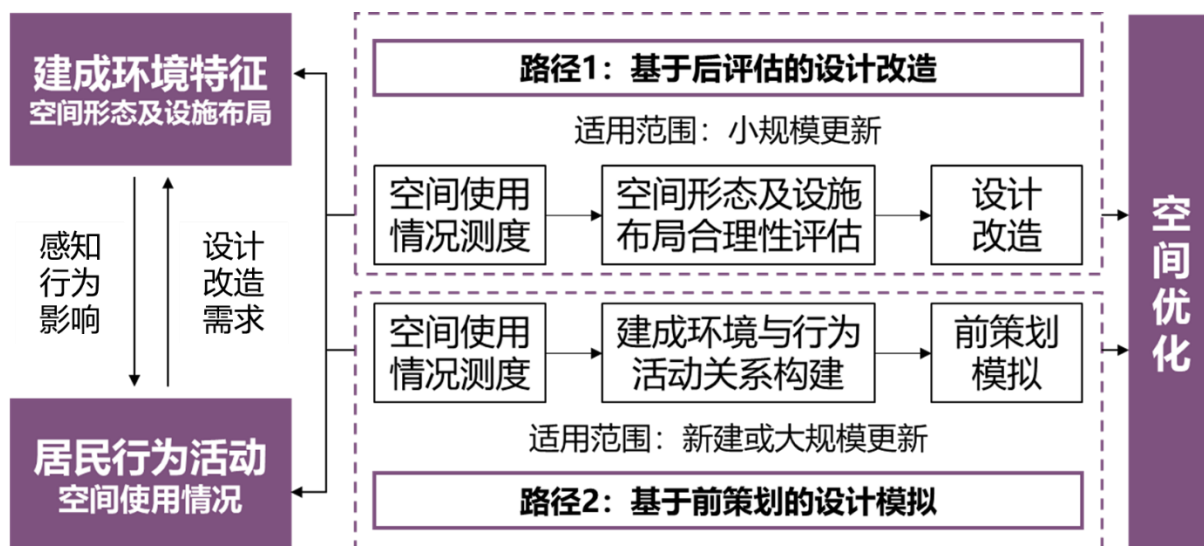 建成环境特征
空间形态及设施布局
感知
行为
影响
设计
改造
需求
居民行为活动
空间使用情况
路径1：基于后评估的设计改造
适用范围：小规模更新
空间使用
情况测度
空间形态及设施
布局合理性评估
设计
改造
空间使用
情况测度
建成环境与行为
活动关系构建
前策划
模拟
适用范围：新建或大规模更新
路径2：基于前策划的设计模拟
空间优化